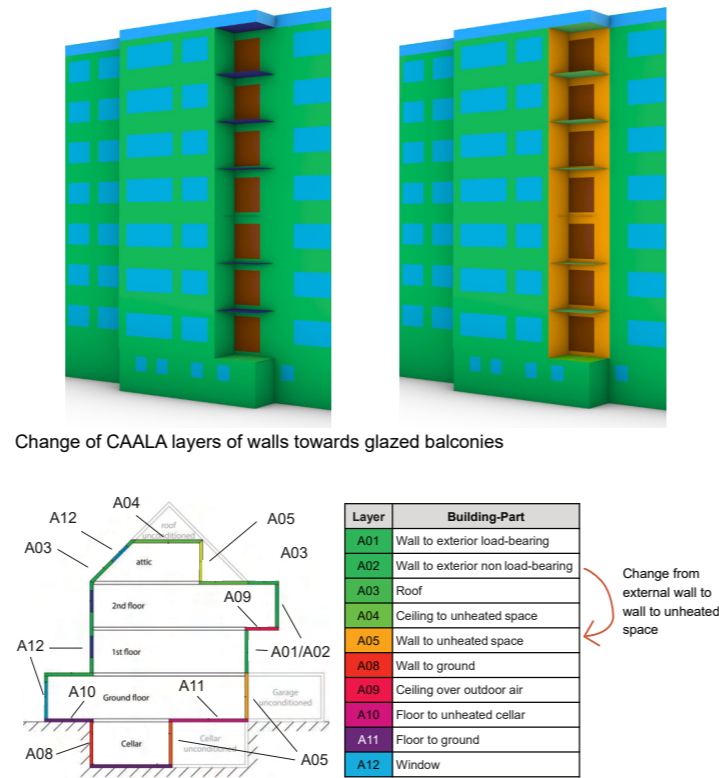 Change of CAALA layers of walls towards glazed balconies
A04
A12
A05
roof
unconditioned
A03
A03
attic
A09
2nd floor
A12
1st floor
A01/A02
A10
A11
Ground floor
Garage
unconditioned
A08
Cellar
Cellar
unconditioned
A05
Layer Building-Part
A01 Wall to exterior load-bearing
A02 Wall to exterior non load-bearing
A03 Roof
A04 Ceiling to unheated space
A05 Wall to unheated space
A08 Wall to ground
A09 Ceiling over outdoor air
A10 Floor to unheated cellar
A11 Floor to ground
A12 Window
Change from
external wall to
wall to unheated
space